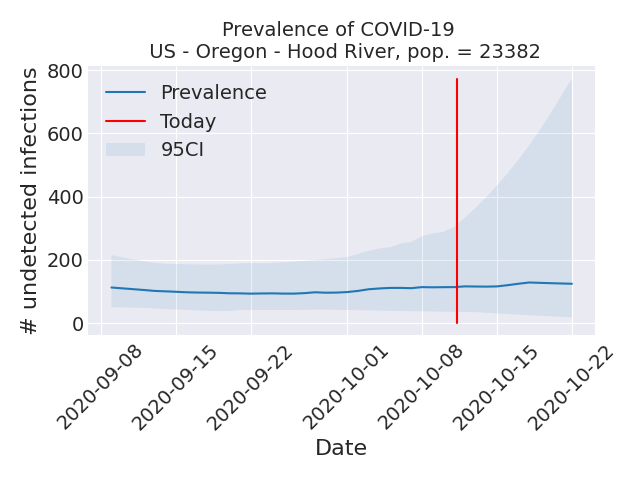 Prevalence of COVID-19
US - Oregon - Hood River, pop. = 23382
800
600
400
200
0
# undetected infections
Prevalence
Today
95CI
2020-09-08
2020-09-15
2020-09-22
2020-10-01
2020-10-08
2020-10-15
2020-10-22
Date